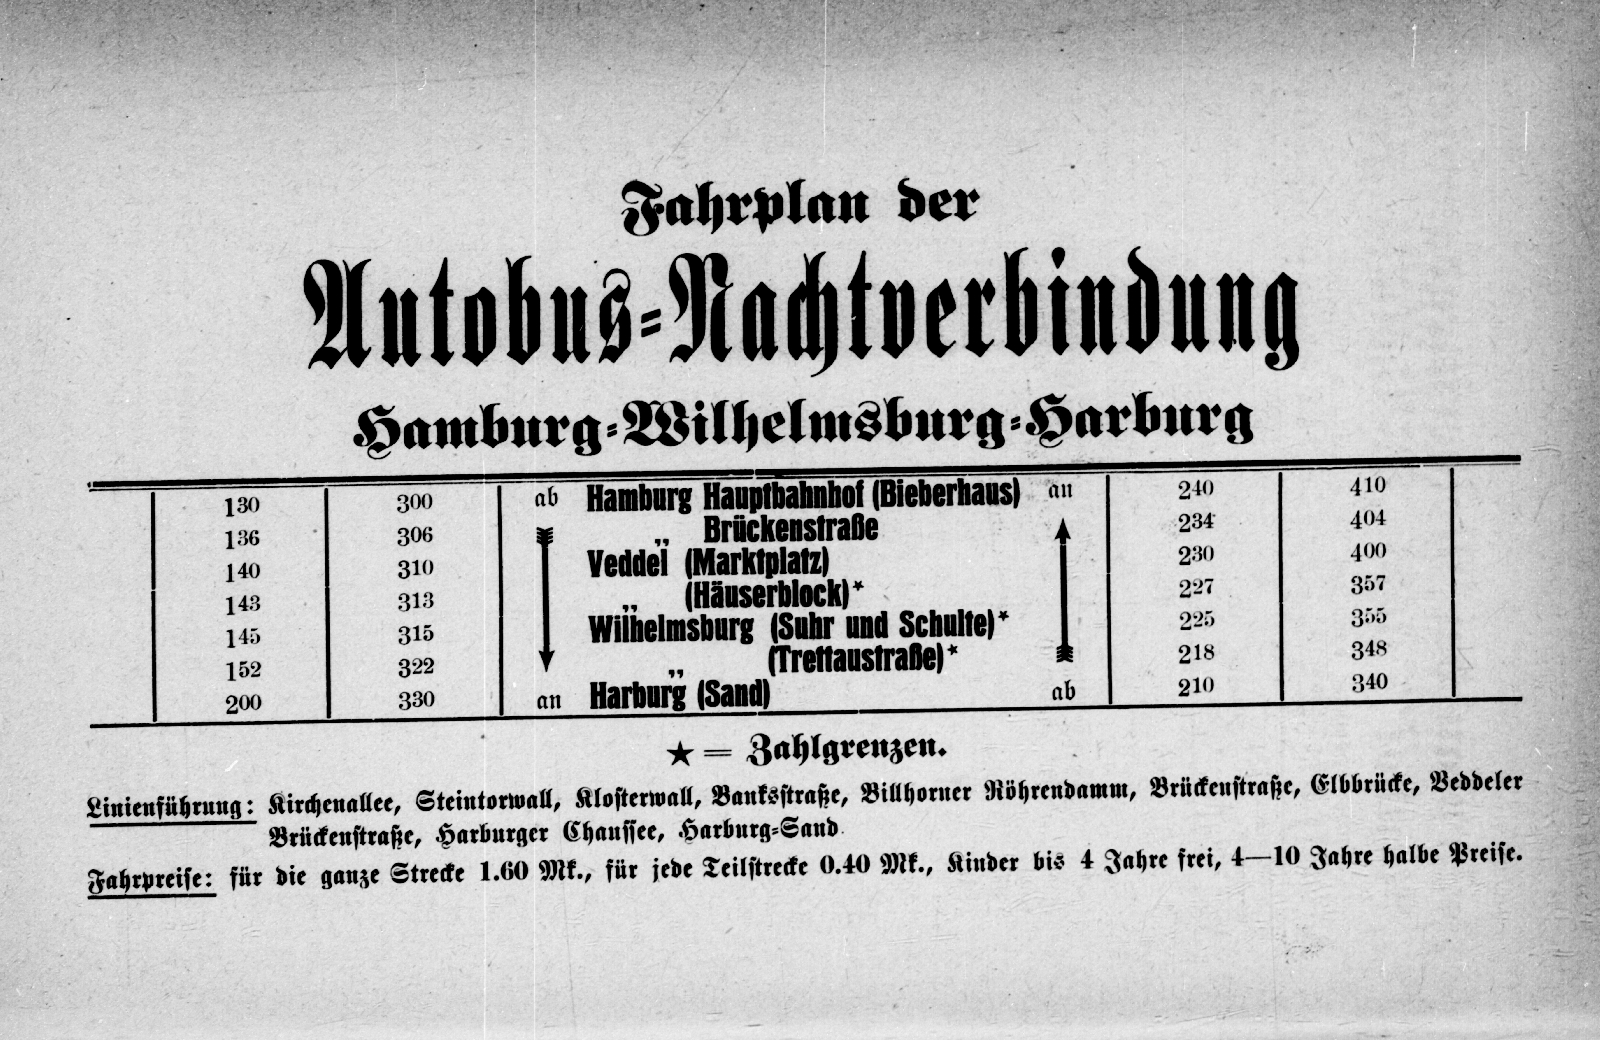 Fahrplan der
Autobus-Nachtverbindung
Hamburg-Wilhelmsburg-Harburg
130 300 ab Hamburg Hauptbahnhof (Bieberhaus) an 240 410
136 306 „ Brückenstraße 234 404
140 310 Veddel (Marktplatz) 230 400
143 313 „ (Häuserblock)* 227 357
145 315 Wilhelmsburg (Suhr und Schulte)* 225 355
152 322 „ (Trettaustraße)* 218 348
200 330 an Harburg (Sand) ab 210 340
★ = Zahlgrenzen.
Linienführung: Kirchenallee, Steintorwall, Klosterwall, Banksstraße, Billhorner Röhrendamm, Brückenstraße, Elbbrücke, Veddeler
Brückenstraße, Harburger Chaussee, Harburg-Sand.
Fahrpreise: für die ganze Strecke 1.60 Mk., für jede Teilstrecke 0.40 Mk., Kinder bis 4 Jahre frei, 4—10 Jahre halbe Preise.